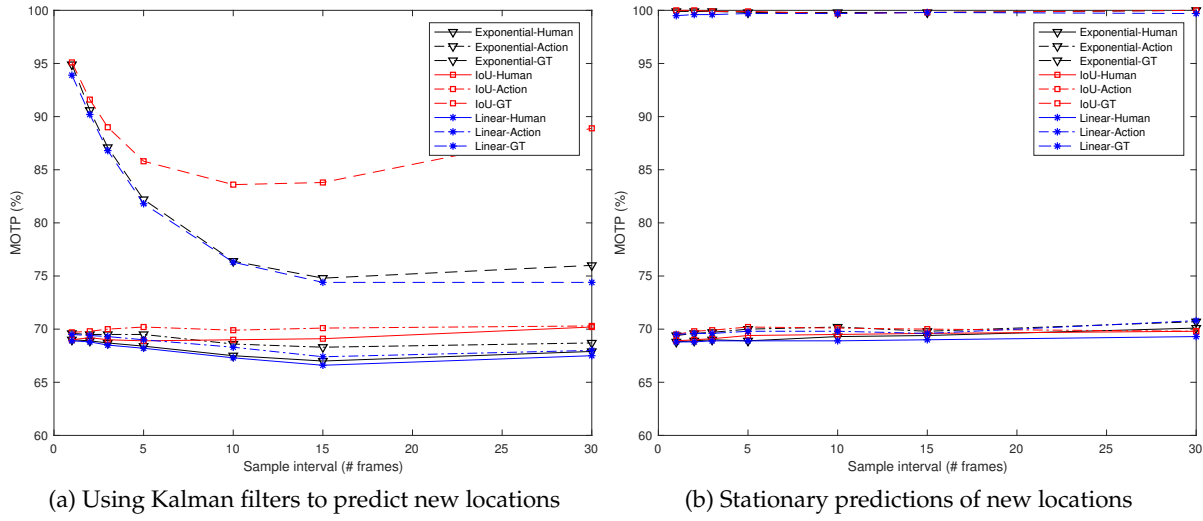 100
95
90
85
80
75
70
65
60
MOTP (%)
0
5
10
15
20
25
30
Sample interval (# frames)
Exponential-Human
Exponential-Action
Exponential-GT
IoU-Human
IoU-Action
IoU-GT
Linear-Human
Linear-Action
Linear-GT
(a) Using Kalman filters to predict new locations
100
95
90
85
80
75
70
65
60
MOTP (%)
0
5
10
15
20
25
30
Sample interval (# frames)
Exponential-Human
Exponential-Action
Exponential-GT
IoU-Human
IoU-Action
IoU-GT
Linear-Human
Linear-Action
Linear-GT
(b) Stationary predictions of new locations